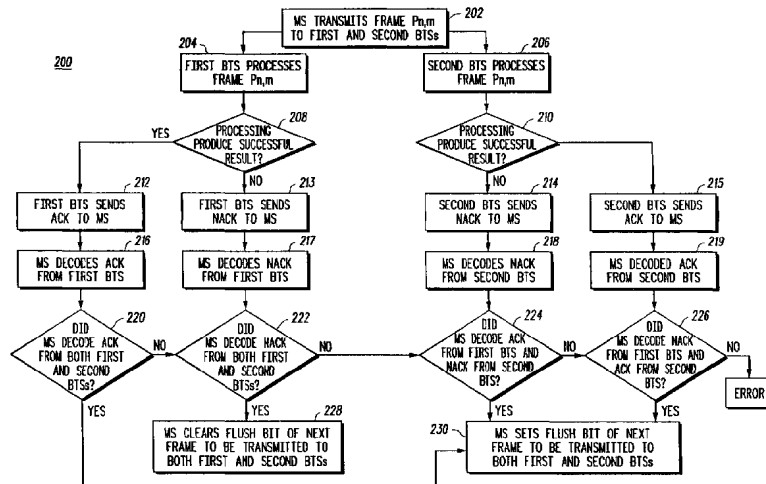 202
MS TRANSMITS FRAME Pn,m
TO FIRST AND SECOND BTSs
200
204
FIRST BTS PROCESSES
FRAME Pn,m
206
SECOND BTS PROCESSES
FRAME Pn,m
208
YES
PROCESSING
PRODUCE SUCCESSFUL
RESULT?
NO
210
PROCESSING
PRODUCE SUCCESSFUL
RESULT?
NO
212
FIRST BTS SENDS
ACK TO MS
213
FIRST BTS SENDS
NACK TO MS
214
SECOND BTS SENDS
NACK TO MS
215
SECOND BTS SENDS
ACK TO MS
216
MS DECODES ACK
FROM FIRST BTS
217
MS DECODES NACK
FROM FIRST BTS
218
MS DECODES NACK
FROM SECOND BTS
219
MS DECODED ACK
FROM SECOND BTS
220
DID
MS DECODE ACK
FROM BOTH FIRST
AND SECOND
BTSs?
NO
YES
222
DID
MS DECODE NACK
FROM BOTH FIRST
AND SECOND
BTSs?
NO
YES
224
DID
MS DECODE ACK
FROM FIRST BTS AND
NACK FROM SECOND
BTS?
NO
YES
226
DID
MS DECODE NACK
FROM FIRST BTS AND
ACK FROM SECOND
BTS?
NO
YES
ERROR
228
MS CLEARS FLUSH BIT OF NEXT
FRAME TO BE TRANSMITTED TO
BOTH FIRST AND SECOND BTSs
230
MS SETS FLUSH BIT OF NEXT
FRAME TO BE TRANSMITTED TO
BOTH FIRST AND SECOND BTSs